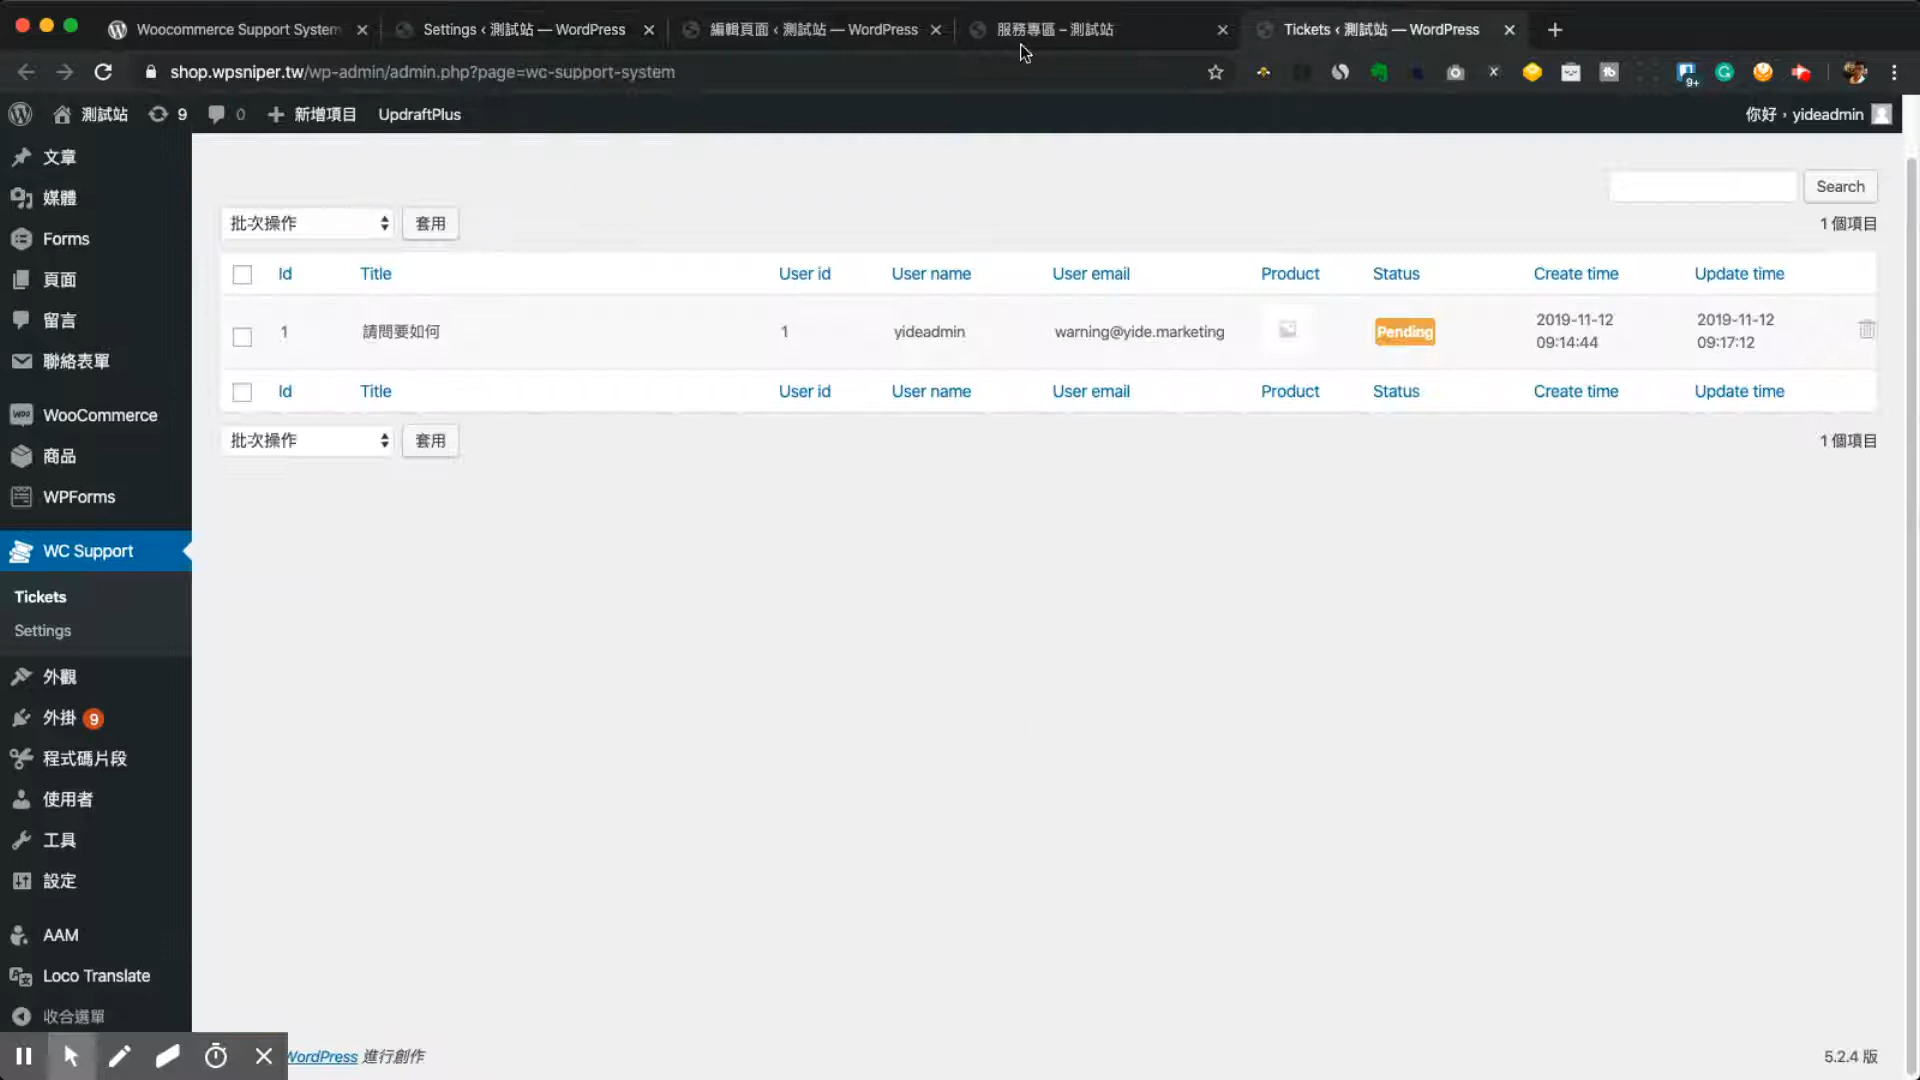 Woocommerce Support System
Settings ‹ 測試站 — WordPress
編輯頁面 ‹ 測試站 — WordPress
服務專區 – 測試站
Tickets ‹ 測試站 — WordPress
shop.wpsniper.tw/wp-admin/admin.php?page=wc-support-system
9+
測試站
9
0
新增項目
UpdraftPlus
你好，yideadmin
文章
媒體
Forms
頁面
留言
聯絡表單
WooCommerce
商品
WPForms
WC Support
Tickets
Settings
外觀
外掛 9
程式碼片段
使用者
工具
設定
AAM
Loco Translate
收合選單
Search
批次操作
套用
1 個項目
Id Title User id User name User email Product Status Create time Update time
1 請問要如何 1 yideadmin warning@yide.marketing Pending 2019-11-12 09:14:44 2019-11-12 09:17:12
Id Title User id User name User email Product Status Create time Update time
批次操作
套用
1 個項目
WordPress 進行創作
5.2.4 版